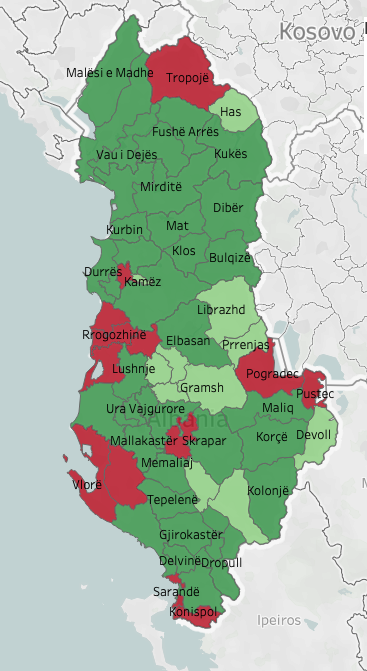 Kosovo
Malësi e Madhe
Tropojë
Has
Fushë Arrës
Vau i Dejës
Kukës
Mirditë
Dibër
Kurbin
Mat
Klos
Bulqizë
Durrës
Kamëz
Librazhd
Rrogozhinë
Elbasan
Prrenjas
Lushnje
Pogradec
Gramsh
Pustec
Ura Vajgurore
Maliq
Albania
Mallakastër
Skrapar
Korçë
Devoll
Memaliaj
Vlorë
Kolonjë
Tepelenë
Gjirokastër
Delvinë
Dropull
Sarandë
Konispol
Ipeiros